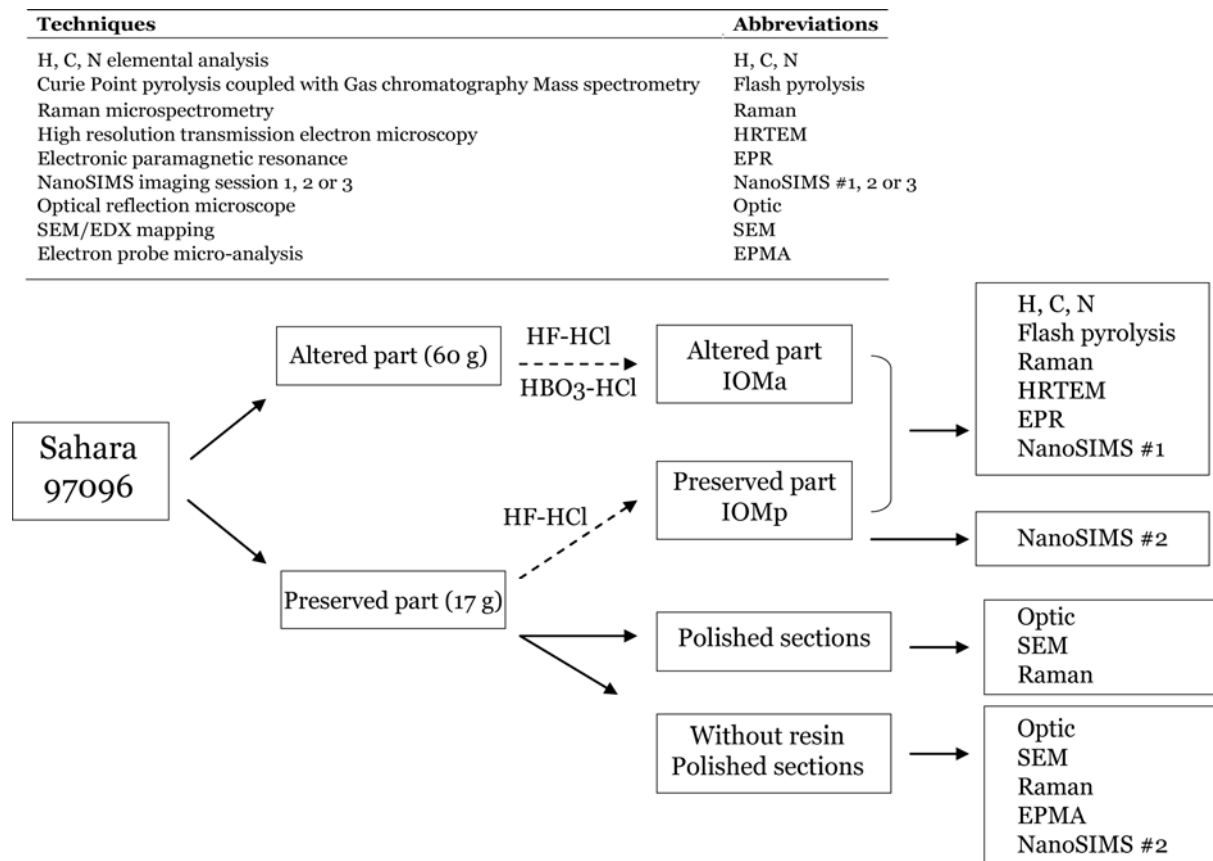 Techniques Abbreviations
H, C, N elemental analysis H, C, N
Curie Point pyrolysis coupled with Gas chromatography Mass spectrometry Flash pyrolysis
Raman microspectrometry Raman
High resolution transmission electron microscopy HRTEM
Electronic paramagnetic resonance EPR
NanoSIMS imaging session 1, 2 or 3 NanoSIMS #1, 2 or 3
Optical reflection microscope Optic
SEM/EDX mapping SEM
Electron probe micro-analysis EPMA
Sahara
97096
Altered part (60 g)
HF-HCl
HBO3-HCl
Altered part
IOMa
H, C, N
Flash pyrolysis
Raman
HRTEM
EPR
NanoSIMS #1
Preserved part (17 g)
HF-HCl
Preserved part
IOMp
NanoSIMS #2
Polished sections
Optic
SEM
Raman
Without resin
Polished sections
Optic
SEM
Raman
EPMA
NanoSIMS #2